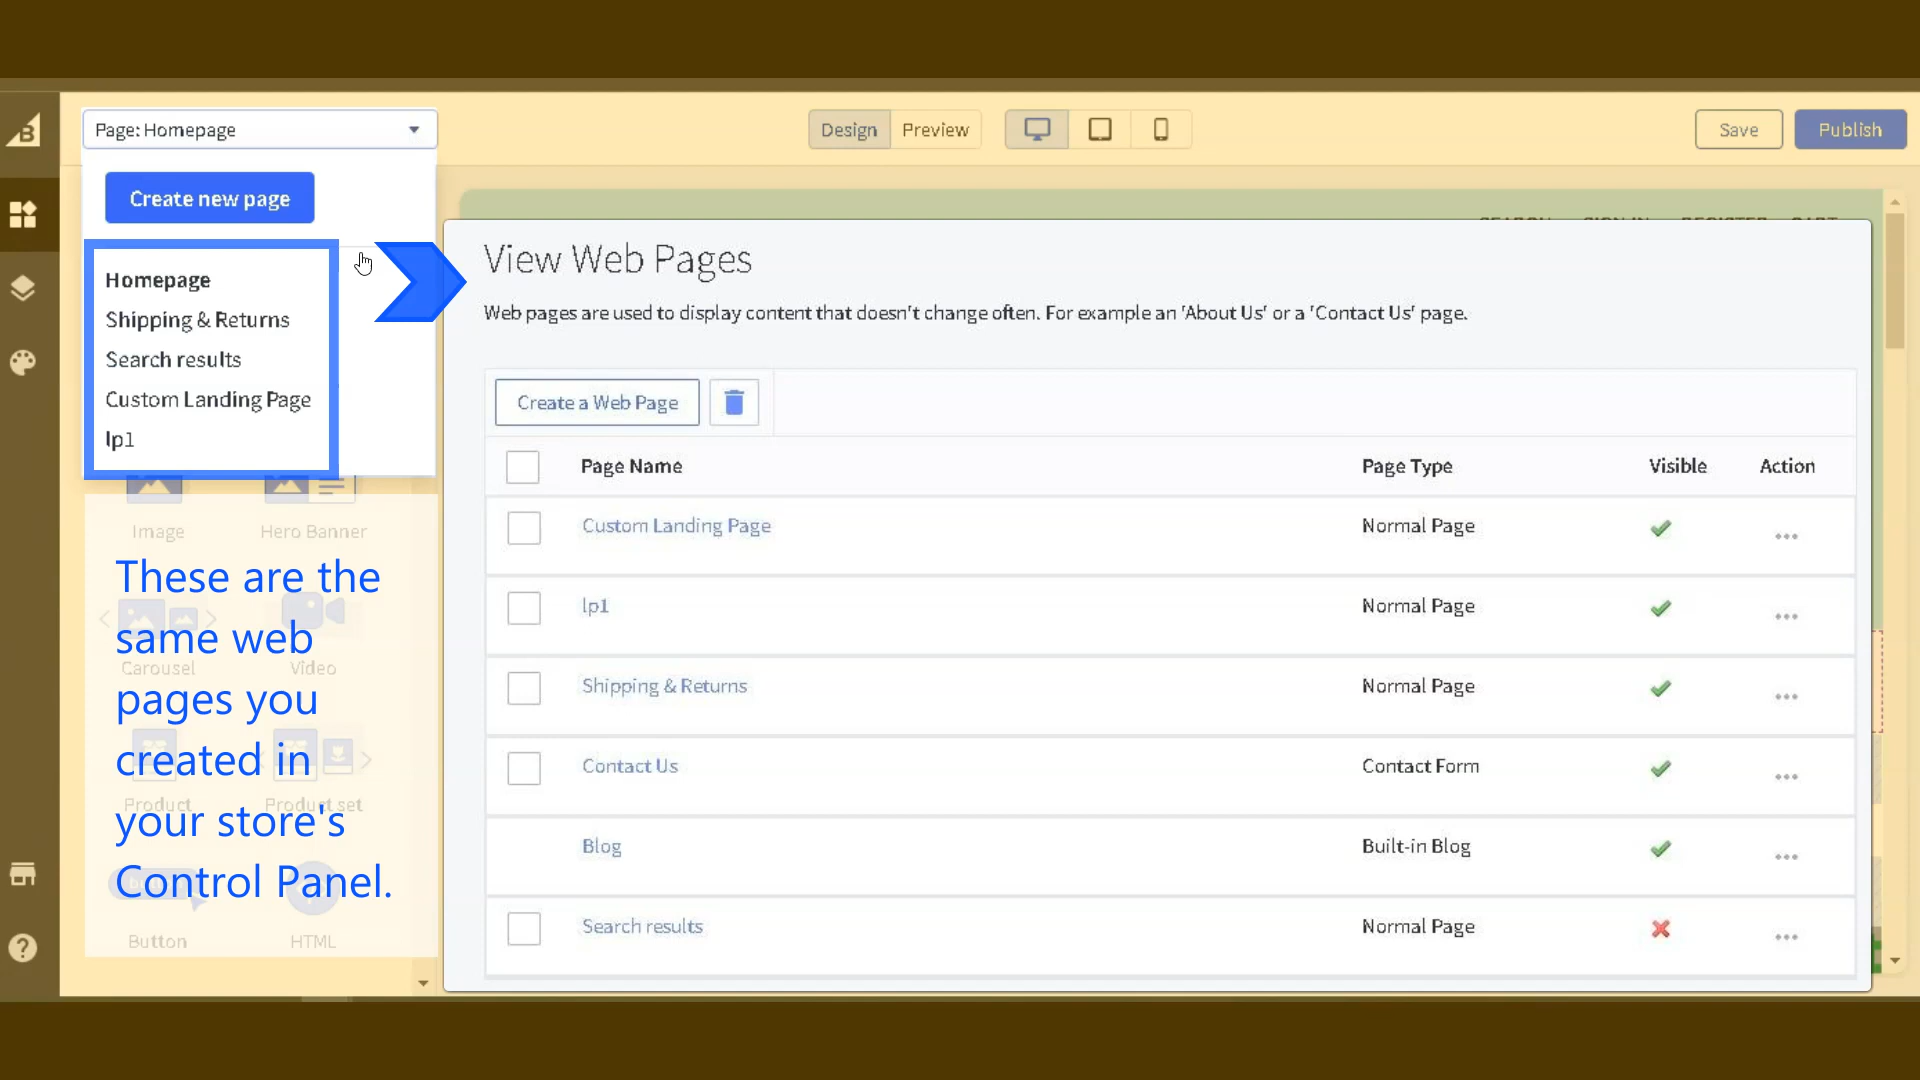 Page: Homepage
Design
Preview
Save
Publish
Create new page
Homepage
Shipping & Returns
Search results
Custom Landing Page
lp1
Image
Hero Banner
Carousel
Video
Product
Product set
Button
HTML
These are the
same web
pages you
created in
your store's
Control Panel.
View Web Pages
Web pages are used to display content that doesn't change often. For example an 'About Us' or a 'Contact Us' page.
Create a Web Page
Page Name Page Type Visible Action
Custom Landing Page Normal Page
lp1 Normal Page
Shipping & Returns Normal Page
Contact Us Contact Form
Blog Built-in Blog
Search results Normal Page